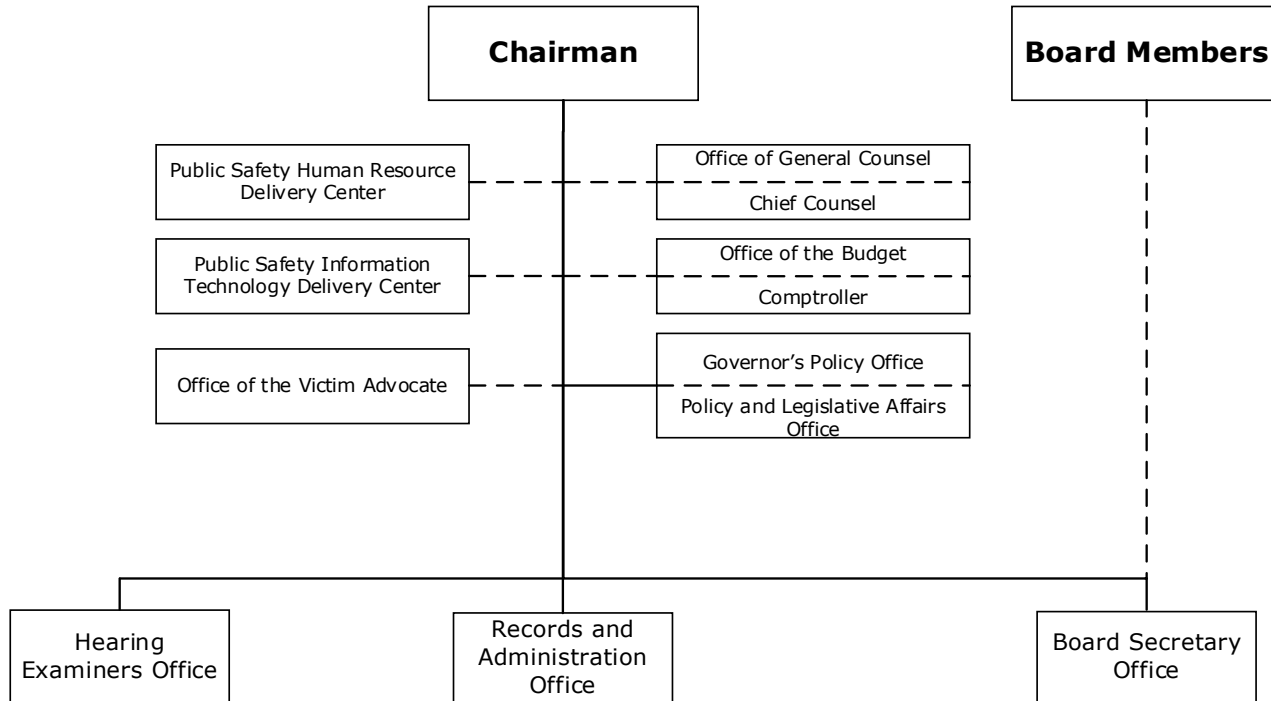 Chairman
Board Members
Public Safety Human Resource
Delivery Center
Office of General Counsel
Chief Counsel
Public Safety Information
Technology Delivery Center
Office of the Budget
Comptroller
Office of the Victim Advocate
Governor’s Policy Office
Policy and Legislative Affairs
Office
Hearing
Examiners Office
Records and
Administration
Office
Board Secretary
Office